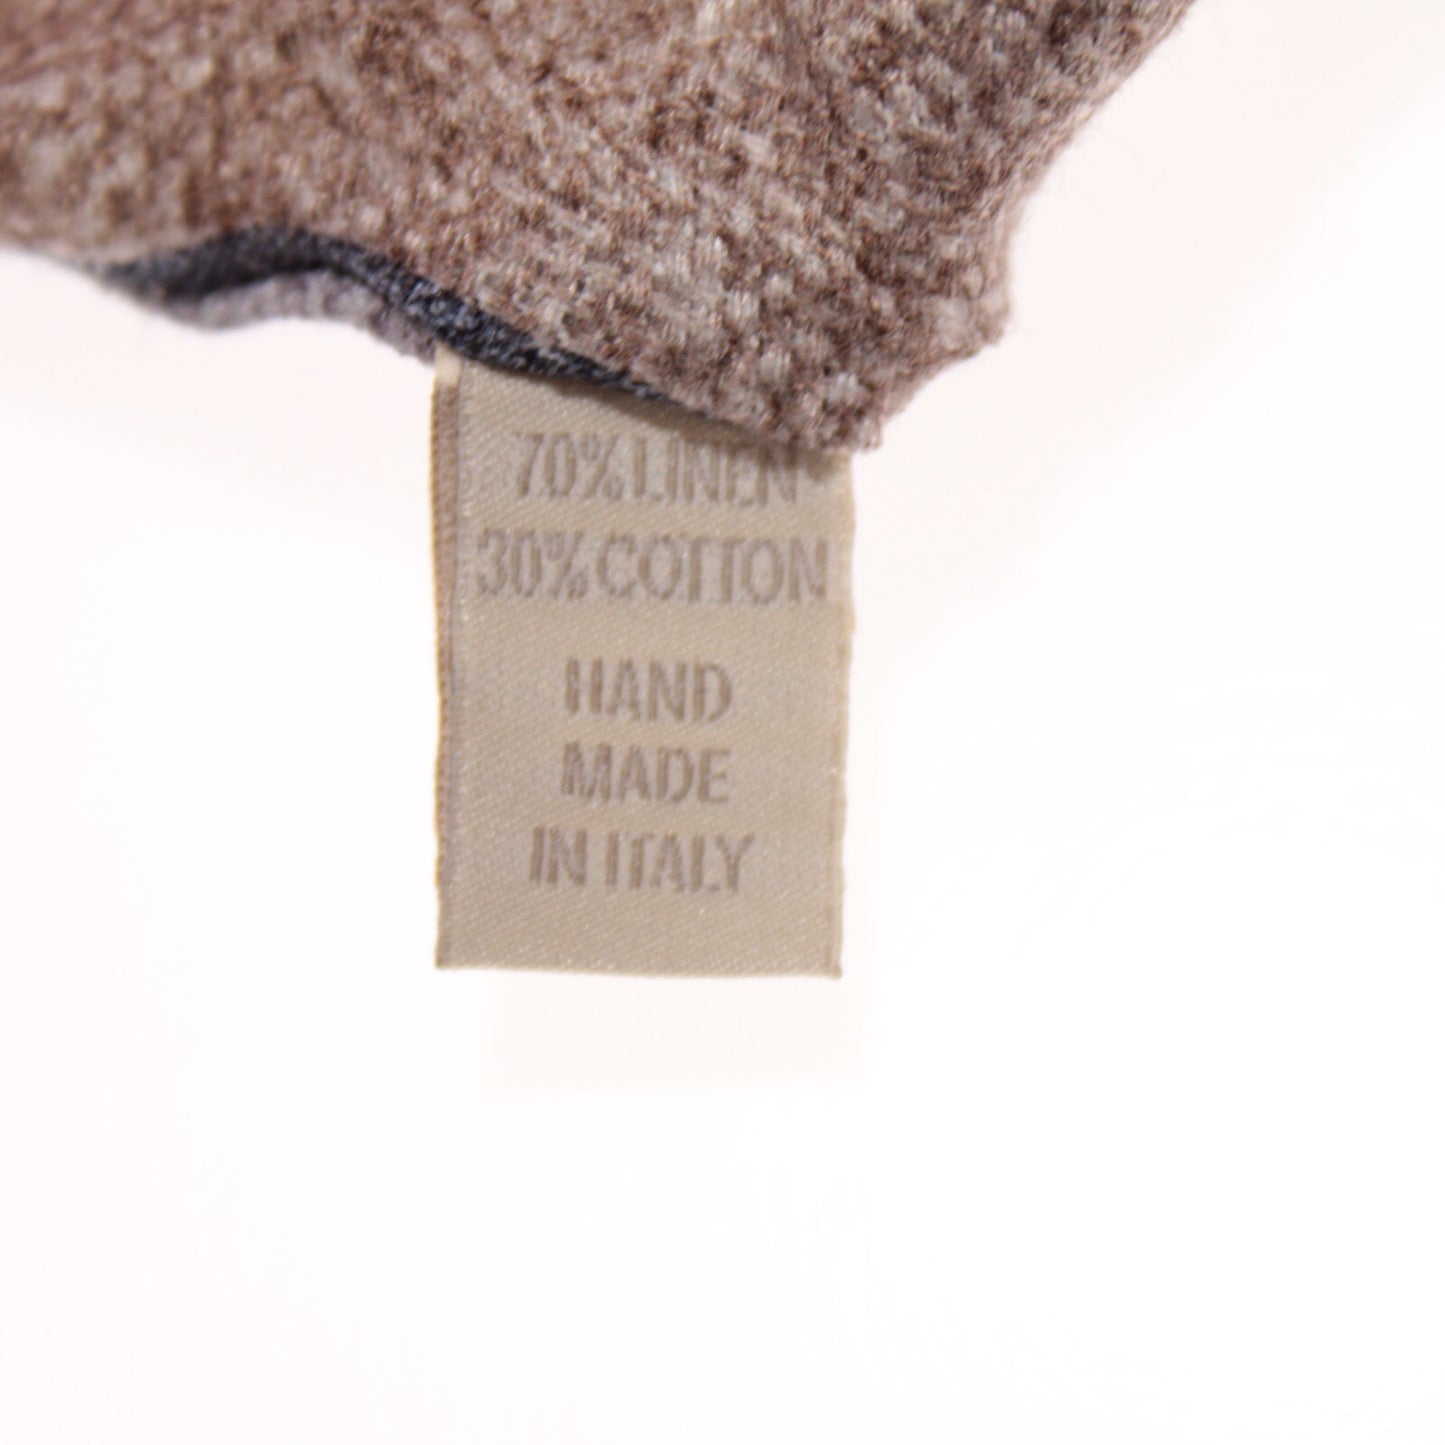 70% LINEN
30% COTTON
HAND
MADE
IN ITALY